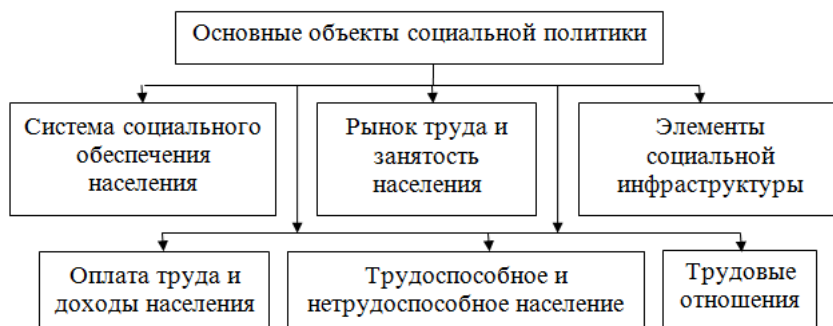 Основные объекты социальной политики
Система социального
обеспечения
населения
Рынок труда и
занятость
населения
Элементы
социальной
инфраструктуры
Оплата труда и
доходы населения
Трудоспособное и
нетрудоспособное население
Трудовые
отношения